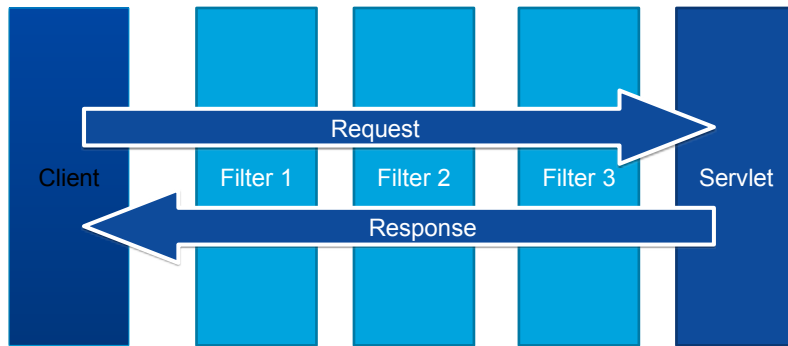 Request
Client
Filter 1
Filter 2
Filter 3
Servlet
Response